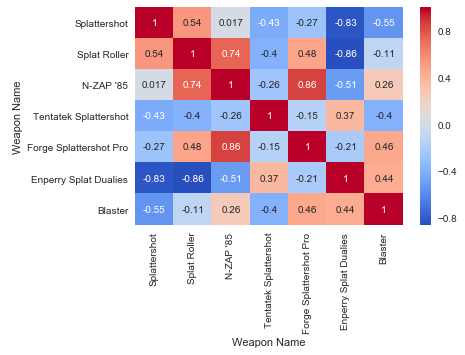 Splattershot 1 0.54 0.017 -0.43 -0.27 -0.83 -0.55
Splat Roller 0.54 1 0.74 -0.4 0.48 -0.86 -0.11
N-ZAP '85 0.017 0.74 1 -0.26 0.86 -0.51 0.26
Tentatek Splattershot -0.43 -0.4 -0.26 1 -0.15 0.37 -0.4
Forge Splattershot Pro -0.27 0.48 0.86 -0.15 1 -0.21 0.46
Enperry Splat Dualies -0.83 -0.86 -0.51 0.37 -0.21 1 0.44
Blaster -0.55 -0.11 0.26 -0.4 0.46 0.44 1
Weapon Name
Splattershot
Splat Roller
N-ZAP '85
Tentatek Splattershot
Forge Splattershot Pro
Enperry Splat Dualies
Blaster
Weapon Name
0.8
0.4
0.0
-0.4
-0.8